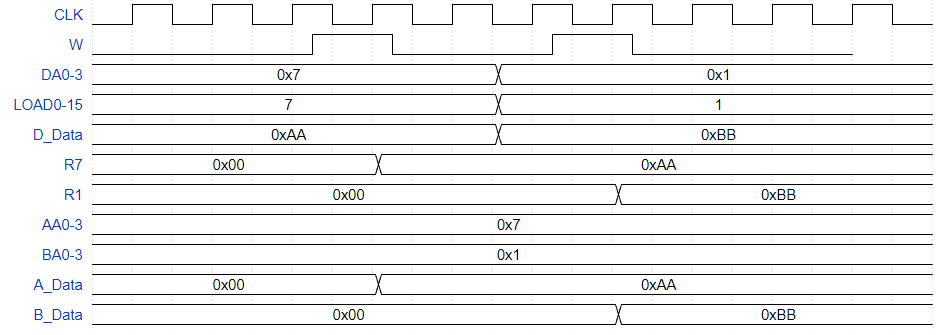 CLK
W
DA0-3 0x7 0x1
LOAD0-15 7 1
D_Data 0xAA 0xBB
R7 0x00 0xAA
R1 0x00 0xBB
AA0-3 0x7
BA0-3 0x1
A_Data 0x00 0xAA
B_Data 0x00 0xBB